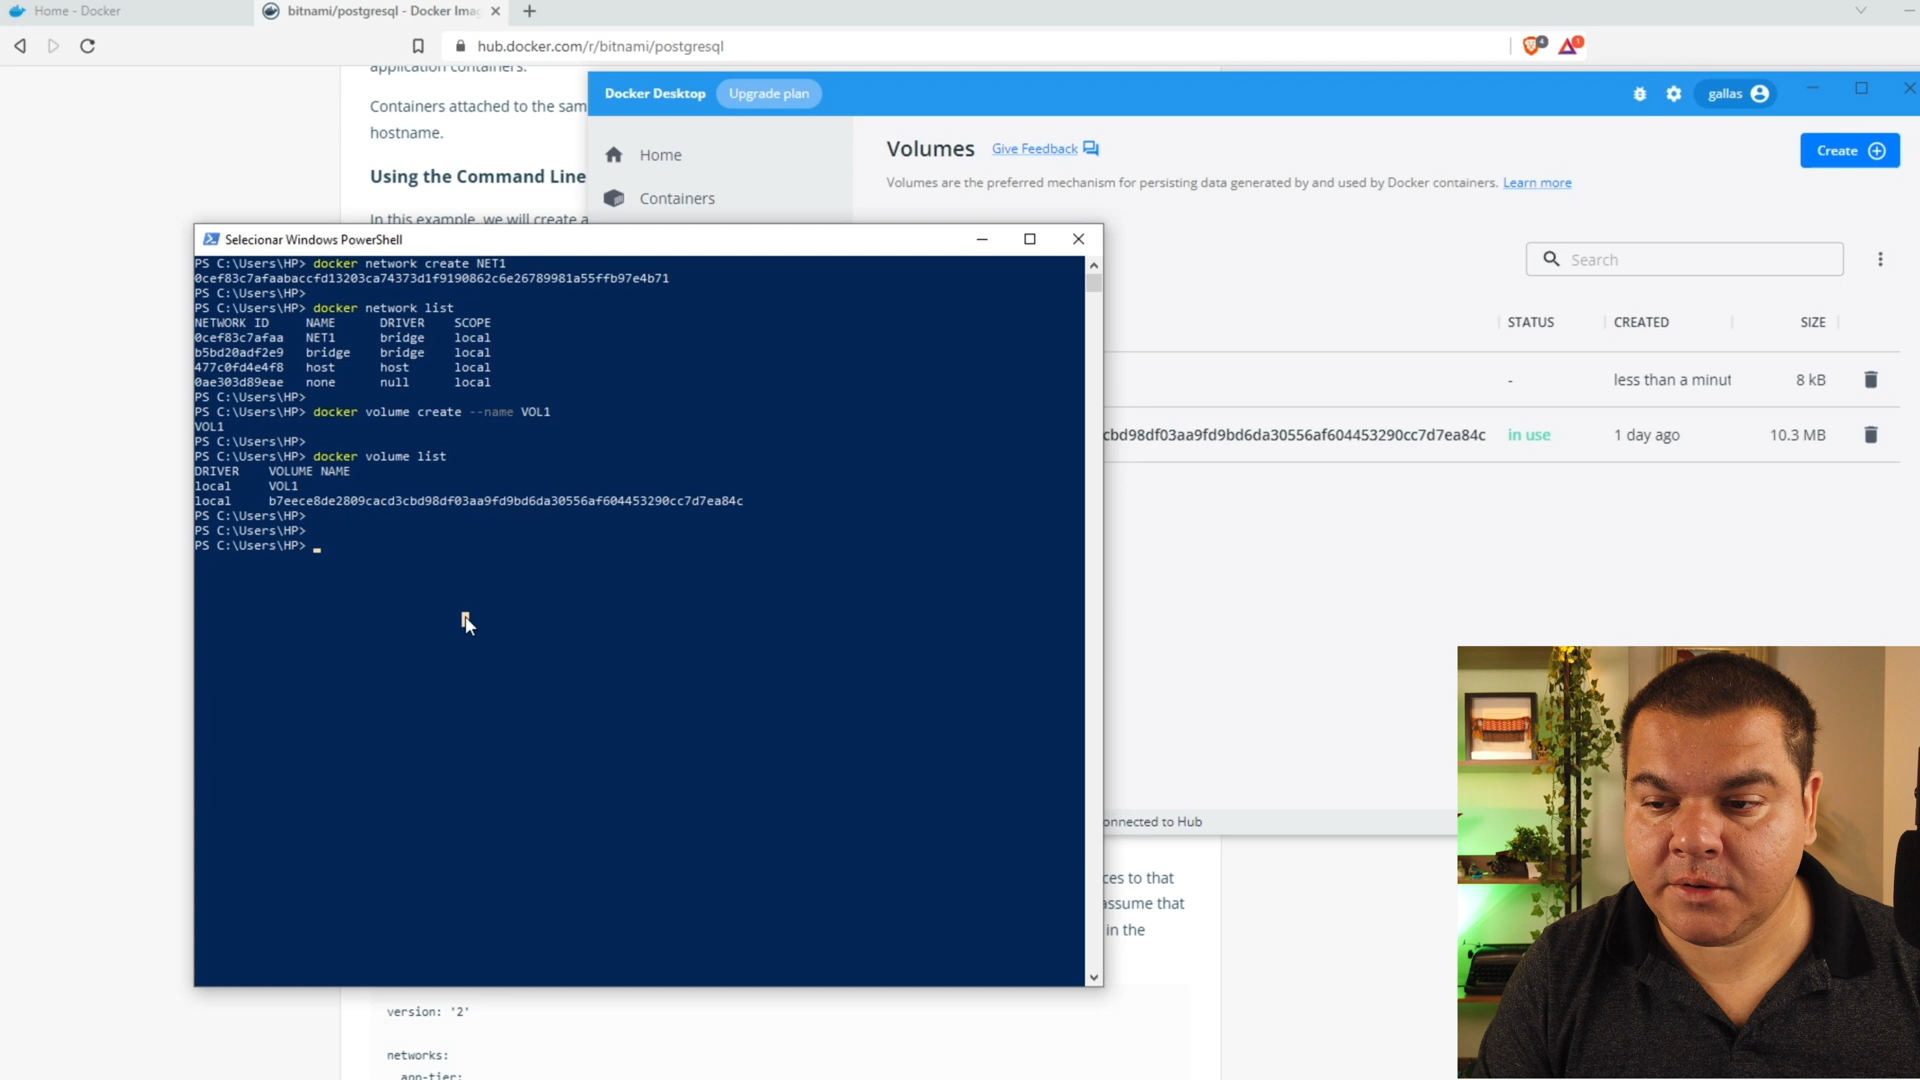 Home - Docker
bitnami/postgresql - Docker Imag
hub.docker.com/r/bitnami/postgresql
4
1
application containers.
Containers attached to the sam
hostname.
Using the Command Line
In this example, we will create a
Docker Desktop
Upgrade plan
gallas
Home
Containers
Volumes
Give Feedback
Create
Volumes are the preferred mechanism for persisting data generated by and used by Docker containers. Learn more
Search
STATUS
CREATED
SIZE
-
less than a minut
8 kB
cbd98df03aa9fd9bd6da30556af604453290cc7d7ea84c
in use
1 day ago
10.3 MB
onnected to Hub
Selecionar Windows PowerShell
PS C:\Users\HP> docker network create NET1
0cef83c7afaabaccfd13203ca74373d1f9190862c6e26789981a55ffb97e4b71
PS C:\Users\HP>
PS C:\Users\HP> docker network list
NETWORK ID NAME DRIVER SCOPE
0cef83c7afaa NET1 bridge local
b5bd20adf2e9 bridge bridge local
477c0fd4e4f8 host host local
0ae303d89eae none null local
PS C:\Users\HP>
PS C:\Users\HP> docker volume create --name VOL1
VOL1
PS C:\Users\HP>
PS C:\Users\HP> docker volume list
DRIVER VOLUME NAME
local VOL1
local b7eece8de2809cacd3cbd98df03aa9fd9bd6da30556af604453290cc7d7ea84c
PS C:\Users\HP>
PS C:\Users\HP>
PS C:\Users\HP>
ces to that
assume that
in the
version: '2'
networks:
app-tier: